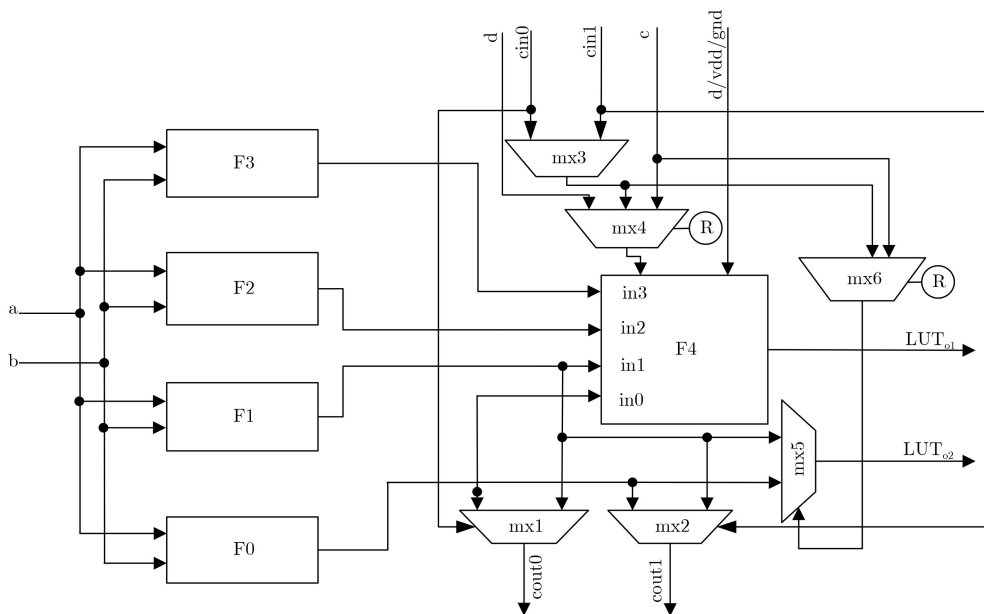 d
cin0
cin1
c
d/vdd/gnd
F3
mx3
mx4
R
F2
in3
mx6
R
a
in2
F4
LUTo1
b
in1
F1
in0
mx5
LUTo2
mx1
mx2
F0
cout0
cout1